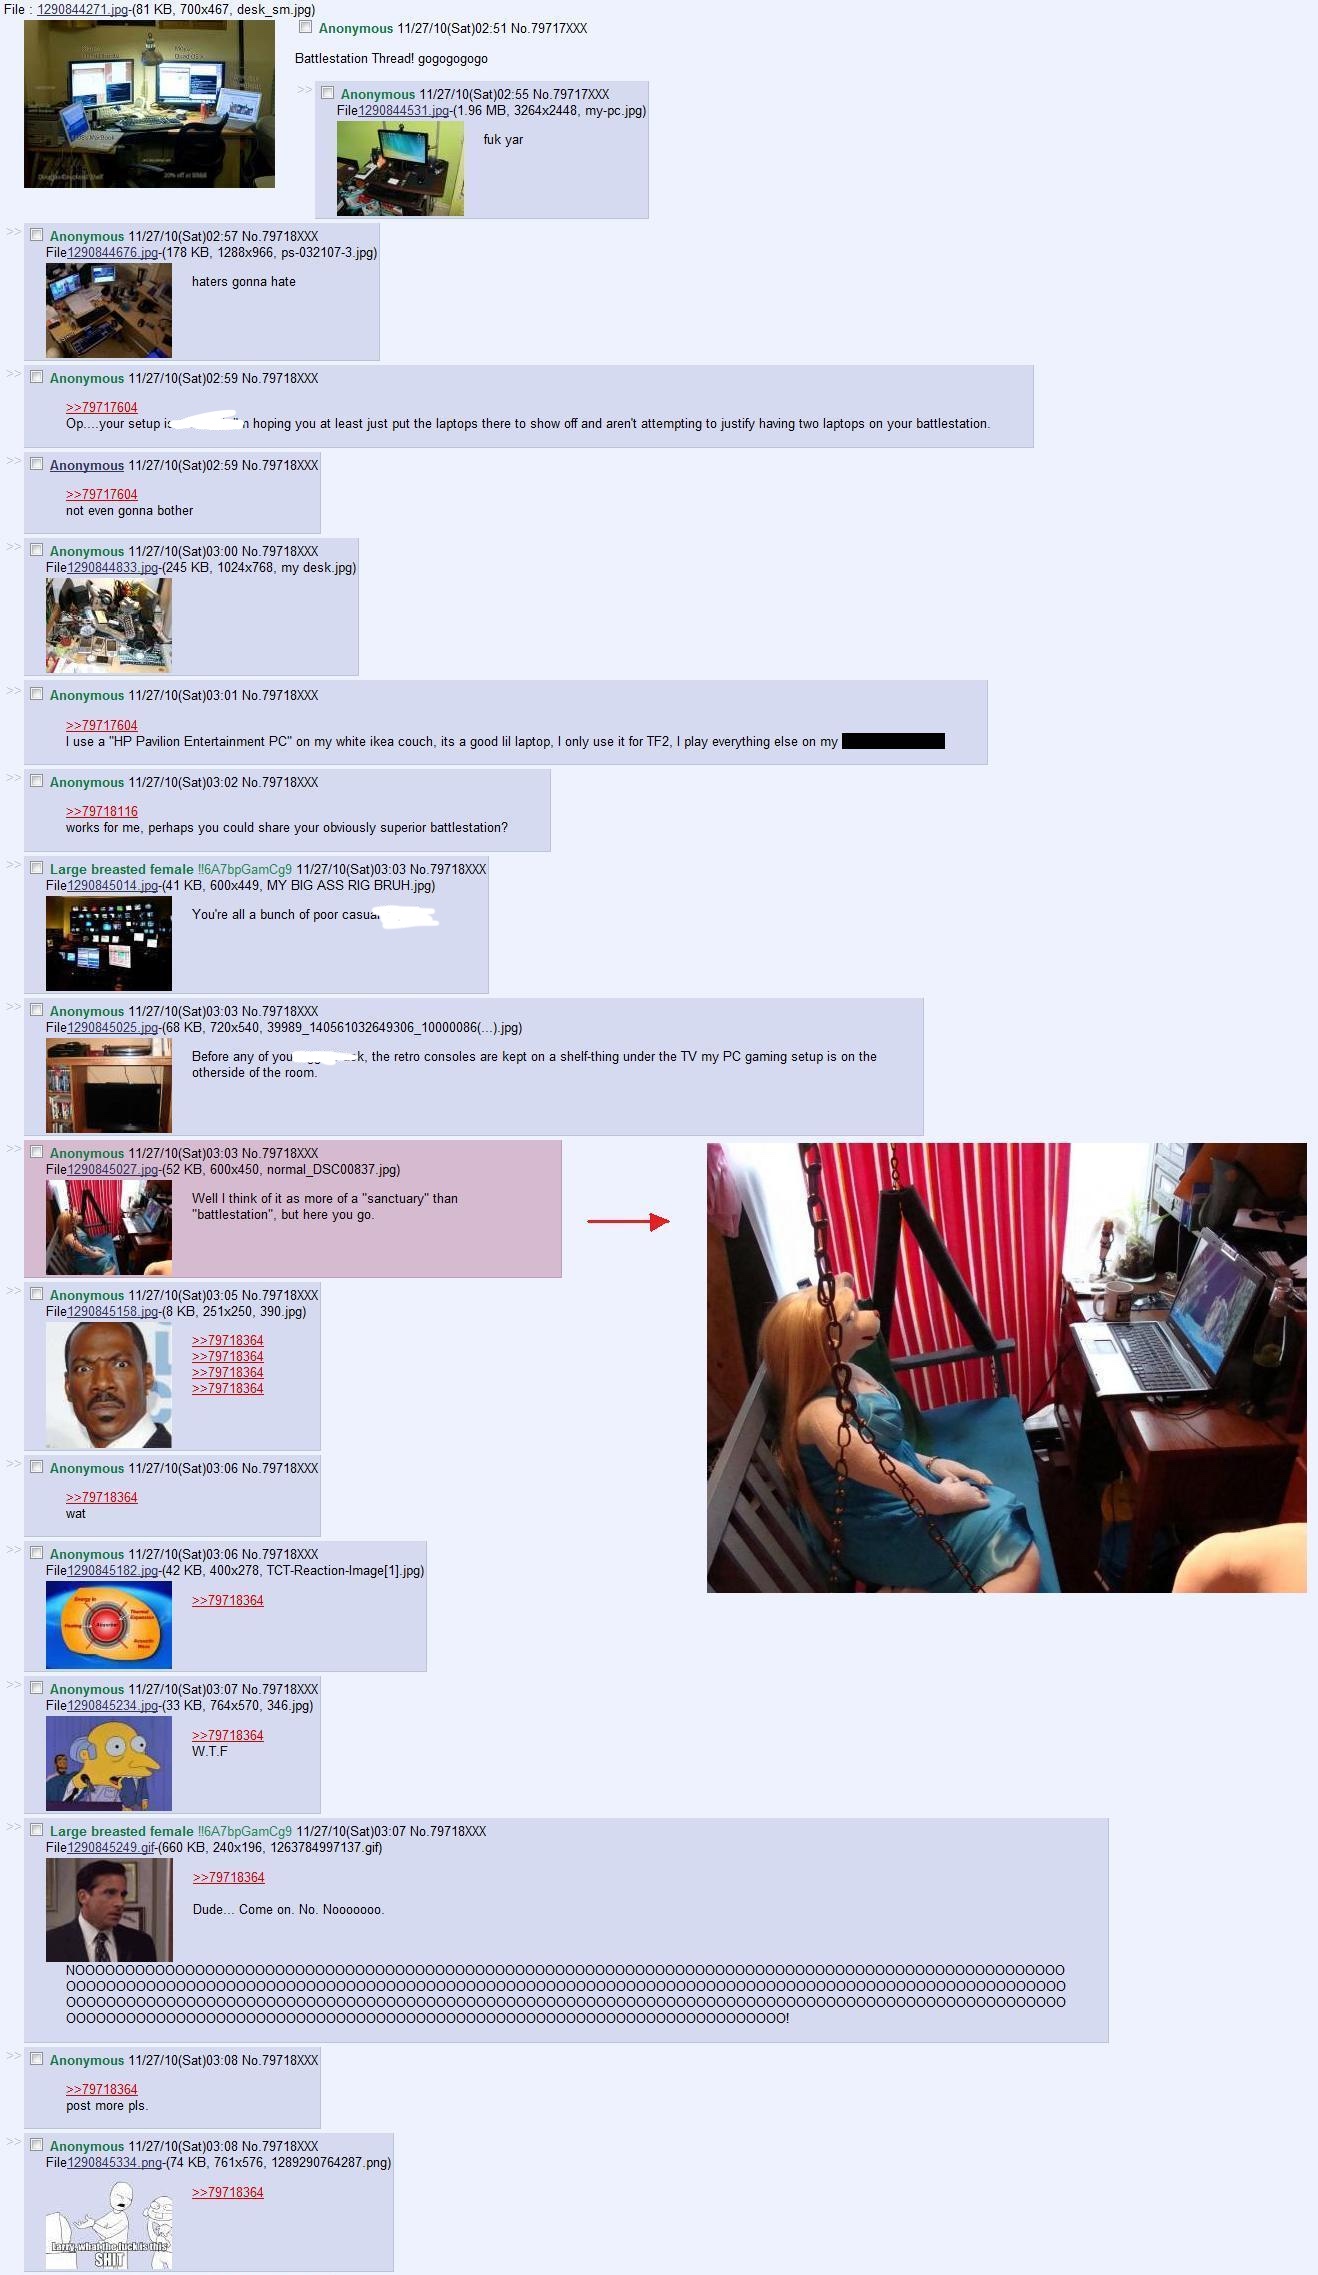 File : 1290844271.jpg-(81 KB, 700x467, desk_sm.jpg)
Anonymous 11/27/10(Sat)02:51 No.79717XXX
Battlestation Thread! gogogogogo
>> Anonymous 11/27/10(Sat)02:55 No.79717XXX
File1290844531.jpg-(1.96 MB, 3264x2448, my-pc.jpg)
fuk yar
>> Anonymous 11/27/10(Sat)02:57 No.79718XXX
File1290844676.jpg-(178 KB, 1288x966, ps-032107-3.jpg)
haters gonna hate
>> Anonymous 11/27/10(Sat)02:59 No.79718XXX
>>79717604
Op....your setup is hoping you at least just put the laptops there to show off and aren't attempting to justify having two laptops on your battlestation.
>> Anonymous 11/27/10(Sat)02:59 No.79718XXX
>>79717604
not even gonna bother
>> Anonymous 11/27/10(Sat)03:00 No.79718XXX
File1290844833.jpg-(245 KB, 1024x768, my desk.jpg)
>> Anonymous 11/27/10(Sat)03:01 No.79718XXX
>>79717604
I use a "HP Pavilion Entertainment PC" on my white ikea couch, its a good lil laptop, I only use it for TF2, I play everything else on my
>> Anonymous 11/27/10(Sat)03:02 No.79718XXX
>>79718116
works for me, perhaps you could share your obviously superior battlestation?
>> Large breasted female !!6A7bpGamCg9 11/27/10(Sat)03:03 No.79718XXX
File1290845014.jpg-(41 KB, 600x449, MY BIG ASS RIG BRUH.jpg)
You're all a bunch of poor casual
>> Anonymous 11/27/10(Sat)03:03 No.79718XXX
File1290845025.jpg-(68 KB, 720x540, 39989_140561032649306_10000086(...).jpg)
Before any of you , the retro consoles are kept on a shelf-thing under the TV my PC gaming setup is on the
otherside of the room.
>> Anonymous 11/27/10(Sat)03:03 No.79718XXX
File1290845027.jpg-(52 KB, 600x450, normal_DSC00837.jpg)
Well I think of it as more of a "sanctuary" than
"battlestation", but here you go.
>> Anonymous 11/27/10(Sat)03:05 No.79718XXX
File1290845158.jpg-(8 KB, 251x250, 390.jpg)
>>79718364
>>79718364
>>79718364
>>79718364
>> Anonymous 11/27/10(Sat)03:06 No.79718XXX
>>79718364
wat
>> Anonymous 11/27/10(Sat)03:06 No.79718XXX
File1290845182.jpg-(42 KB, 400x278, TCT-Reaction-Image[1].jpg)
>>79718364
Energy In
Thermal
Expansion
Heating
Absorber
Acoustic
Wave
>> Anonymous 11/27/10(Sat)03:07 No.79718XXX
File1290845234.jpg-(33 KB, 764x570, 346.jpg)
>>79718364
W.T.F
>> Large breasted female !!6A7bpGamCg9 11/27/10(Sat)03:07 No.79718XXX
File1290845249.gif-(660 KB, 240x196, 1263784997137.gif)
>>79718364
Dude... Come on. No. Nooooooo.
NOOOOOOOOOOOOOOOOOOOOOOOOOOOOOOOOOOOOOOOOOOOOOOOOOOOOOOOOOOOOOOOOOOOOOOOOOOOOOOOOOOOOOOOOOOOOOOOOOOO
OOOOOOOOOOOOOOOOOOOOOOOOOOOOOOOOOOOOOOOOOOOOOOOOOOOOOOOOOOOOOOOOOOOOOOOOOOOOOOOOOOOOOOOOOOOOOOOOOOOO
OOOOOOOOOOOOOOOOOOOOOOOOOOOOOOOOOOOOOOOOOOOOOOOOOOOOOOOOOOOOOOOOOOOOOOOOOOOOOOOOOOOOOOOOOOOOOOOOOOOO
OOOOOOOOOOOOOOOOOOOOOOOOOOOOOOOOOOOOOOOOOOOOOOOOOOOOOOOOOOOOOOOOOOOOOOOO!
>> Anonymous 11/27/10(Sat)03:08 No.79718XXX
>>79718364
post more pls.
>> Anonymous 11/27/10(Sat)03:08 No.79718XXX
File1290845334.png-(74 KB, 761x576, 1289290764287.png)
>>79718364
Larry, what the fuck is this
SHIT